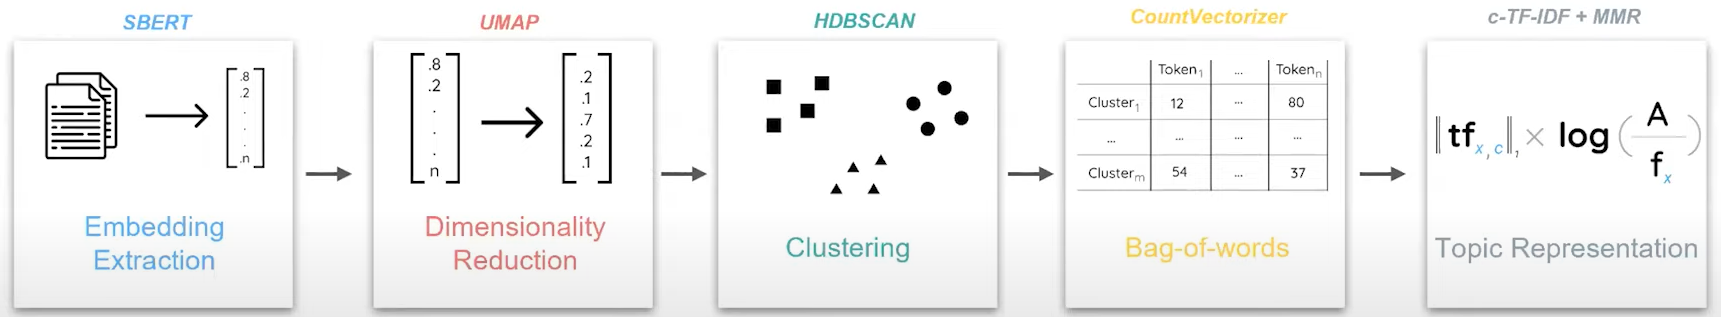 SBERT
UMAP
HDBSCAN
CountVectorizer
c-TF-IDF + MMR
.8
.2
.
.
.
.n
Embedding
Extraction
.8
.2
.
.
.
n
.2
.1
.7
.2
.1
Dimensionality
Reduction
Clustering
Token1 ... Tokenn
Cluster1 12 ... 80
... ... ... ...
Clusterm 54 ... 37
Bag-of-words
‖tfx,c‖, × log (A / fx)
Topic Representation